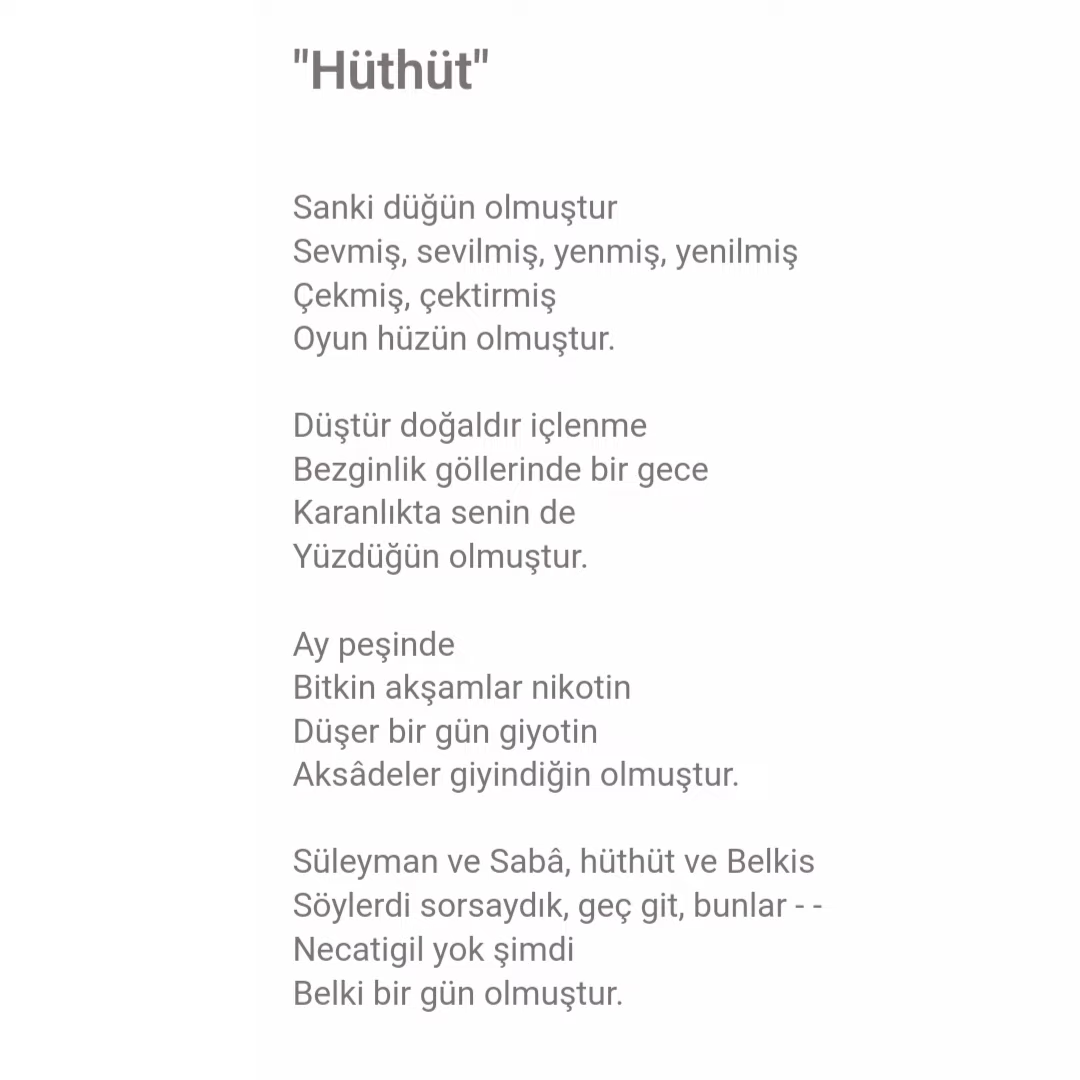 "Hüthüt"
Sanki düğün olmuştur
Sevmiş, sevilmiş, yenmiş, yenilmiş
Çekmiş, çektirmiş
Oyun hüzün olmuştur.
Düştür doğaldır içlenme
Bezginlik göllerinde bir gece
Karanlıkta senin de
Yüzdüğün olmuştur.
Ay peşinde
Bitkin akşamlar nikotin
Düşer bir gün giyotin
Aksâdeler giyindiğin olmuştur.
Süleyman ve Sabâ, hüthüt ve Belkis
Söylerdi sorsaydık, geç git, bunlar - -
Necatigil yok şimdi
Belki bir gün olmuştur.